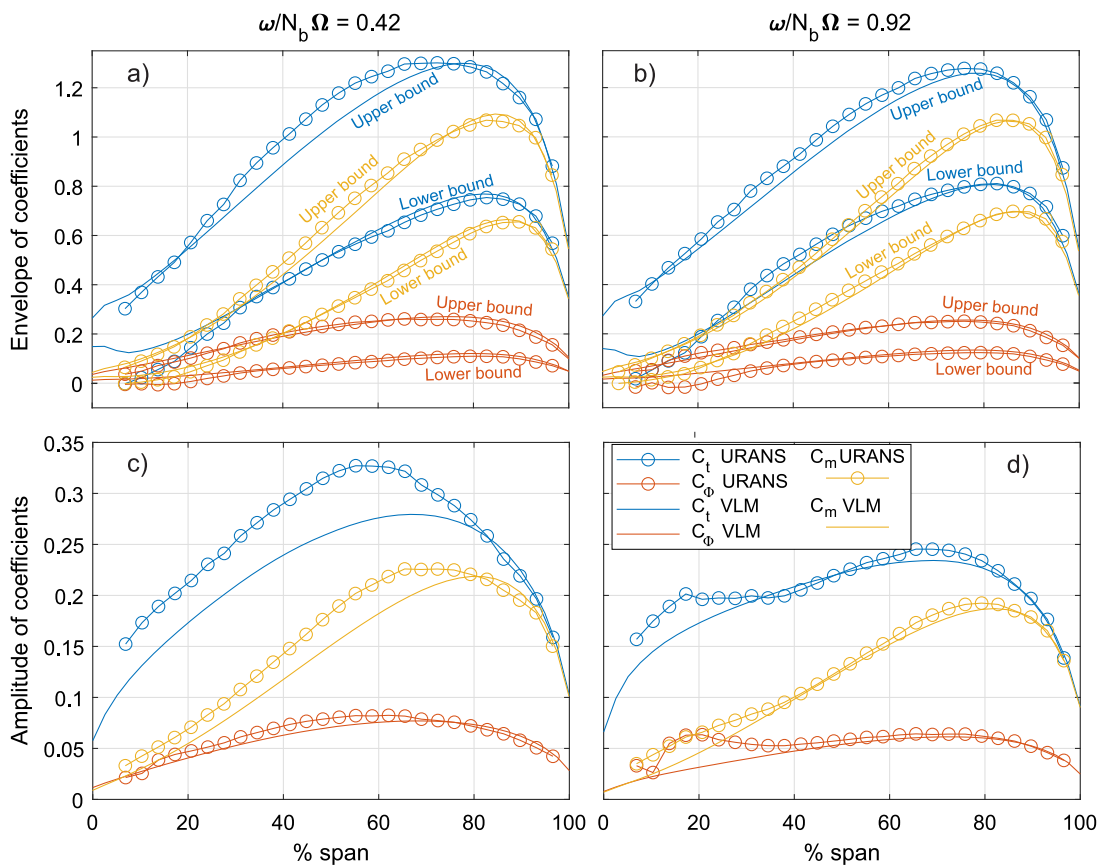 ω/N_bΩ = 0.42
ω/N_bΩ = 0.92
Envelope of coefficients
1.2
1
0.8
0.6
0.4
0.2
0
a)
Upper bound
Upper bound
Lower bound
Lower bound
Upper bound
Lower bound
b)
Upper bound
Upper bound
Lower bound
Lower bound
Upper bound
Lower bound
Amplitude of coefficients
0.35
0.3
0.25
0.2
0.15
0.1
0.05
0
c)
d)
C_t URANS
C_m URANS
C_Φ URANS
C_t VLM
C_m VLM
C_Φ VLM
0 20 40 60 80 100
0 20 40 60 80 100
% span
% span